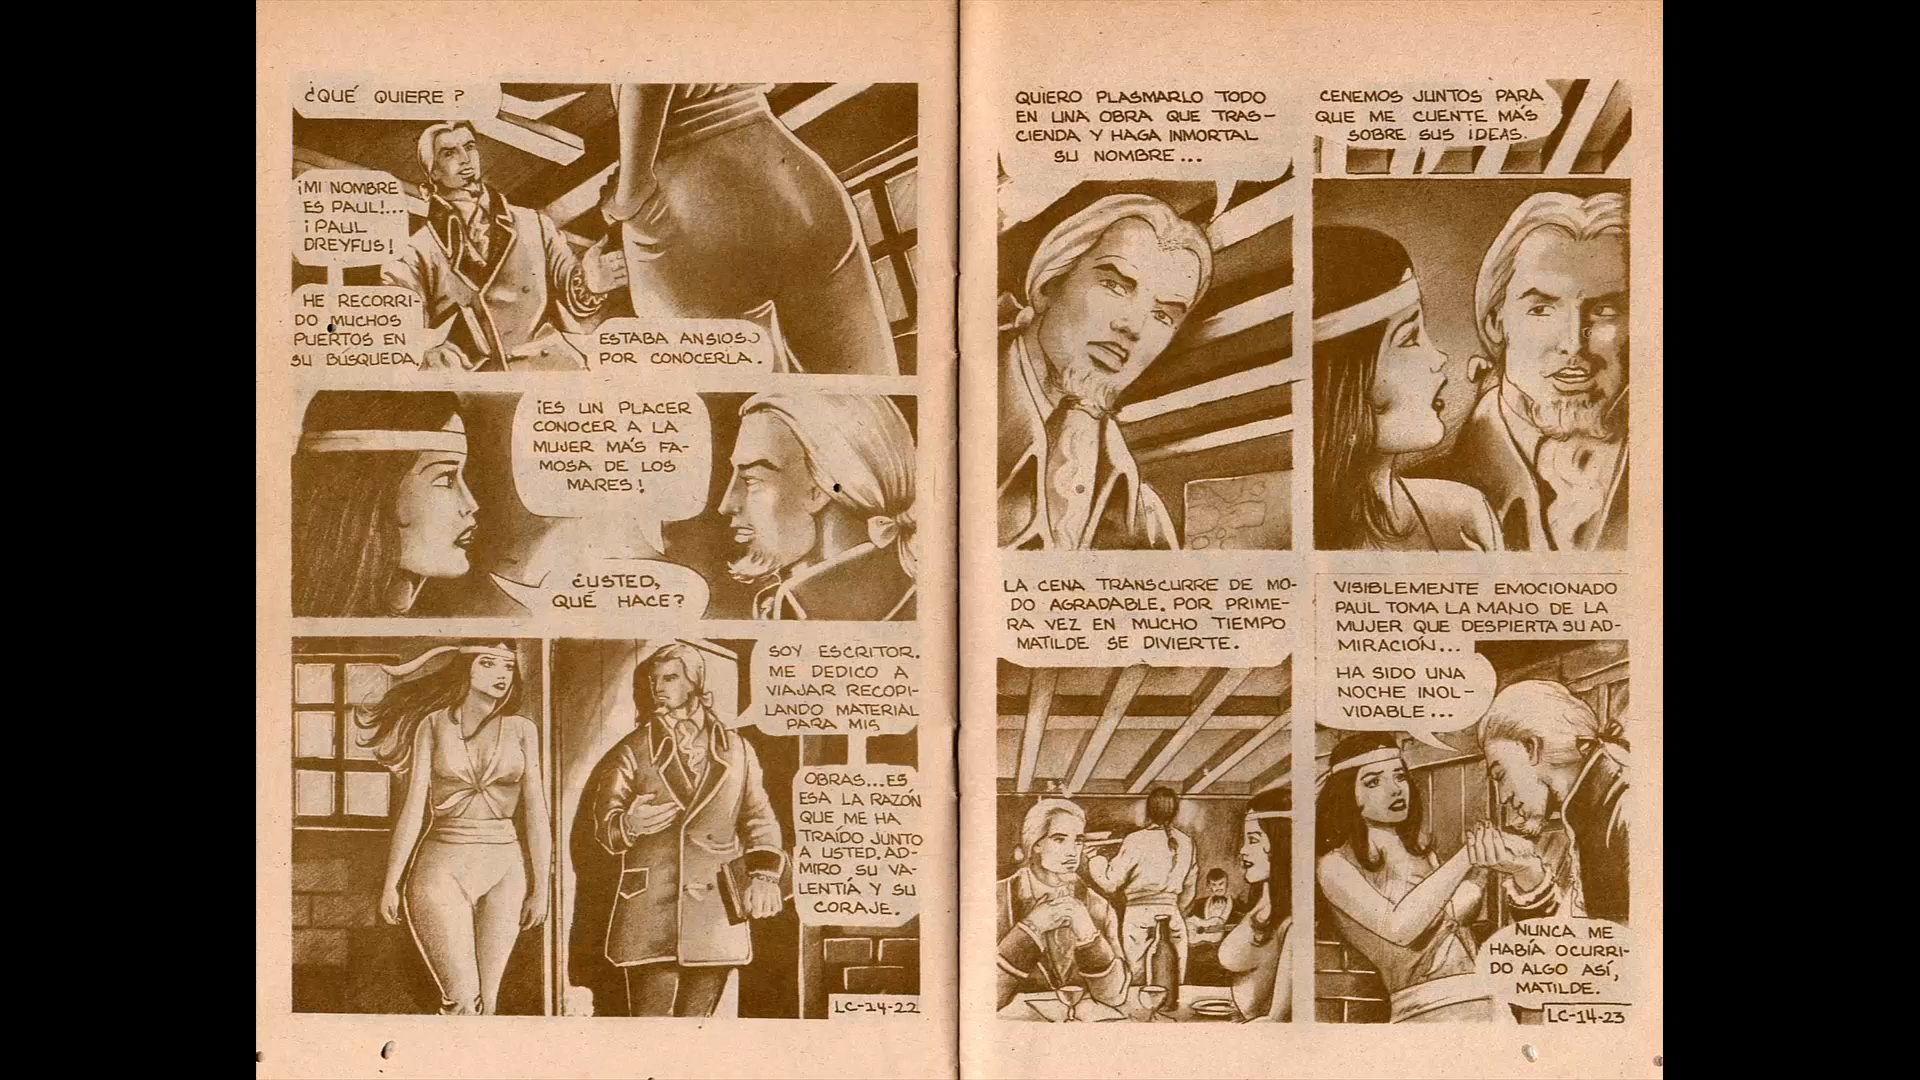 ¿QUÉ QUIERE?
¡MI NOMBRE
ES PAUL!...
¡PAUL
DREYFUS!
HE RECORRI-
DO MUCHOS
PUERTOS EN
SU BÚSQUEDA.
ESTABA ANSIOSO
POR CONOCERLA.
¡ES UN PLACER
CONOCER A LA
MUJER MÁS FA-
MOSA DE LOS
MARES!
¿USTED,
QUÉ HACE?
SOY ESCRITOR.
ME DEDICO A
VIAJAR RECOPI-
LANDO MATERIAL
PARA MIS
OBRAS...ES
ESA LA RAZÓN
QUE ME HA
TRAÍDO JUNTO
A USTED. AD-
MIRO SU VA-
LENTÍA Y SU
CORAJE.
LC-14-22
QUIERO PLASMARLO TODO
EN UNA OBRA QUE TRAS-
CIENDA Y HAGA INMORTAL
SU NOMBRE...
CENEMOS JUNTOS PARA
QUE ME CUENTE MÁS
SOBRE SUS IDEAS.
LA CENA TRANSCURRE DE MO-
DO AGRADABLE. POR PRIME-
RA VEZ EN MUCHO TIEMPO
MATILDE SE DIVIERTE.
VISIBLEMENTE EMOCIONADO
PAUL TOMA LA MANO DE LA
MUJER QUE DESPIERTA SU AD-
MIRACIÓN...
HA SIDO UNA
NOCHE INOL-
VIDABLE...
NUNCA ME
HABÍA OCURRI-
DO ALGO ASÍ,
MATILDE.
LC-14-23